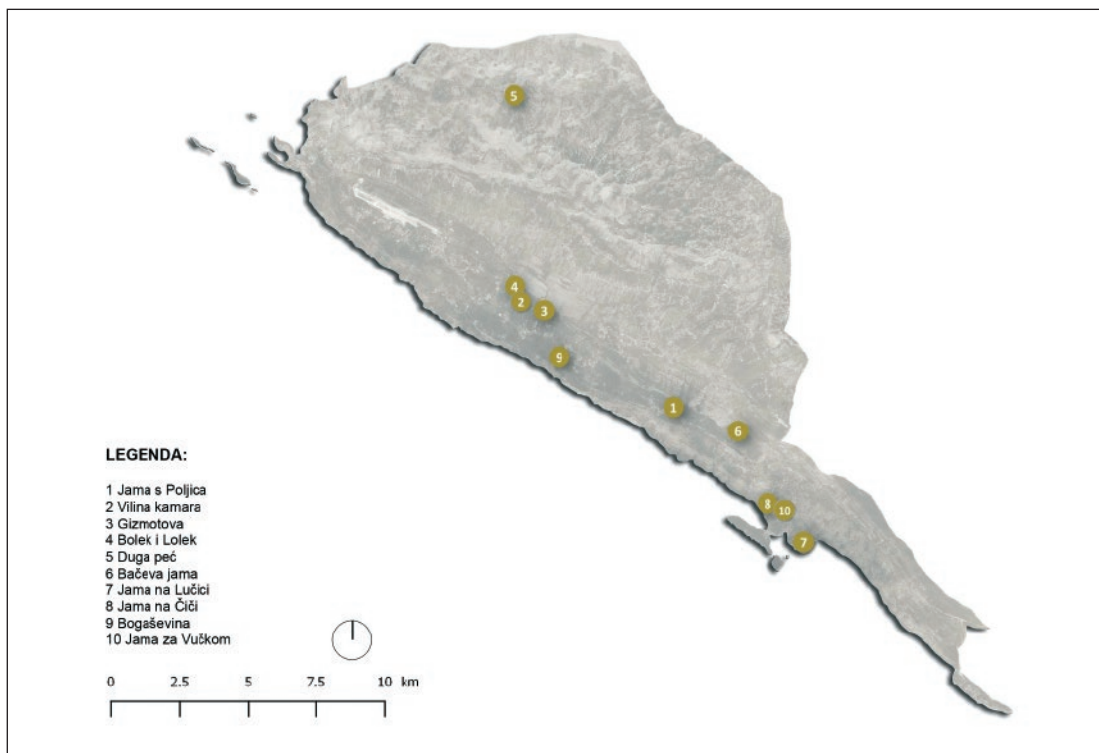 5
4
2
3
9
1
6
8
10
7
LEGENDA:
1 Jama s Poljica
2 Vilina kamara
3 Gizmotova
4 Bolek i Lolek
5 Duga peć
6 Bačeva jama
7 Jama na Lučici
8 Jama na Čiči
9 Bogaševina
10 Jama za Vučkom
0 2.5 5 7.5 10 km